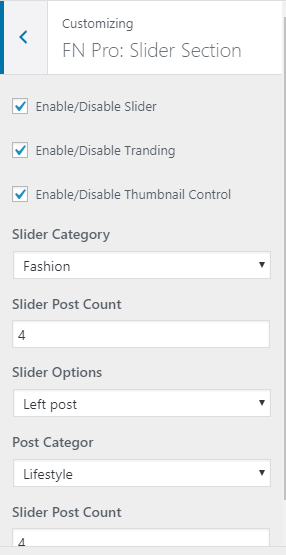 Customizing
FN Pro: Slider Section
Enable/Disable Slider
Enable/Disable Tranding
Enable/Disable Thumbnail Control
Slider Category
Fashion
Slider Post Count
4
Slider Options
Left post
Post Categor
Lifestyle
Slider Post Count
4